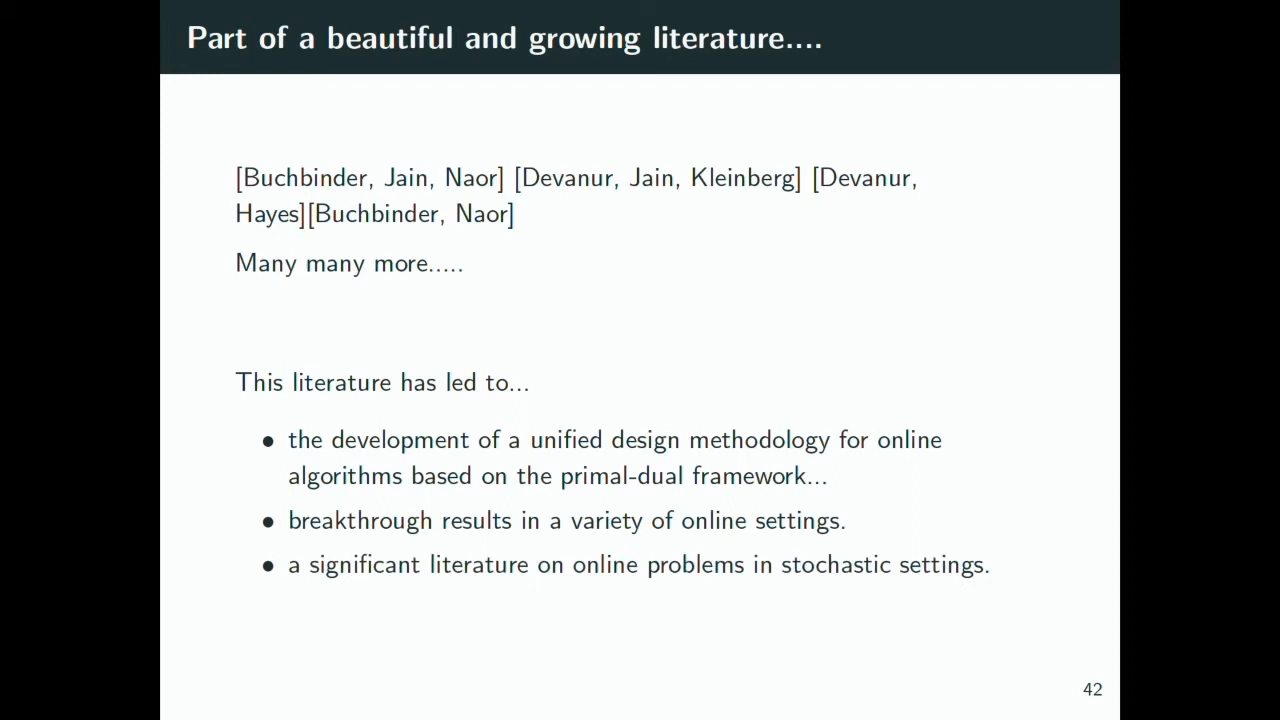 Part of a beautiful and growing literature....
[Buchbinder, Jain, Naor] [Devanur, Jain, Kleinberg] [Devanur,
Hayes][Buchbinder, Naor]
Many many more.....
This literature has led to...
• the development of a unified design methodology for online
algorithms based on the primal-dual framework...
• breakthrough results in a variety of online settings.
• a significant literature on online problems in stochastic settings.
42